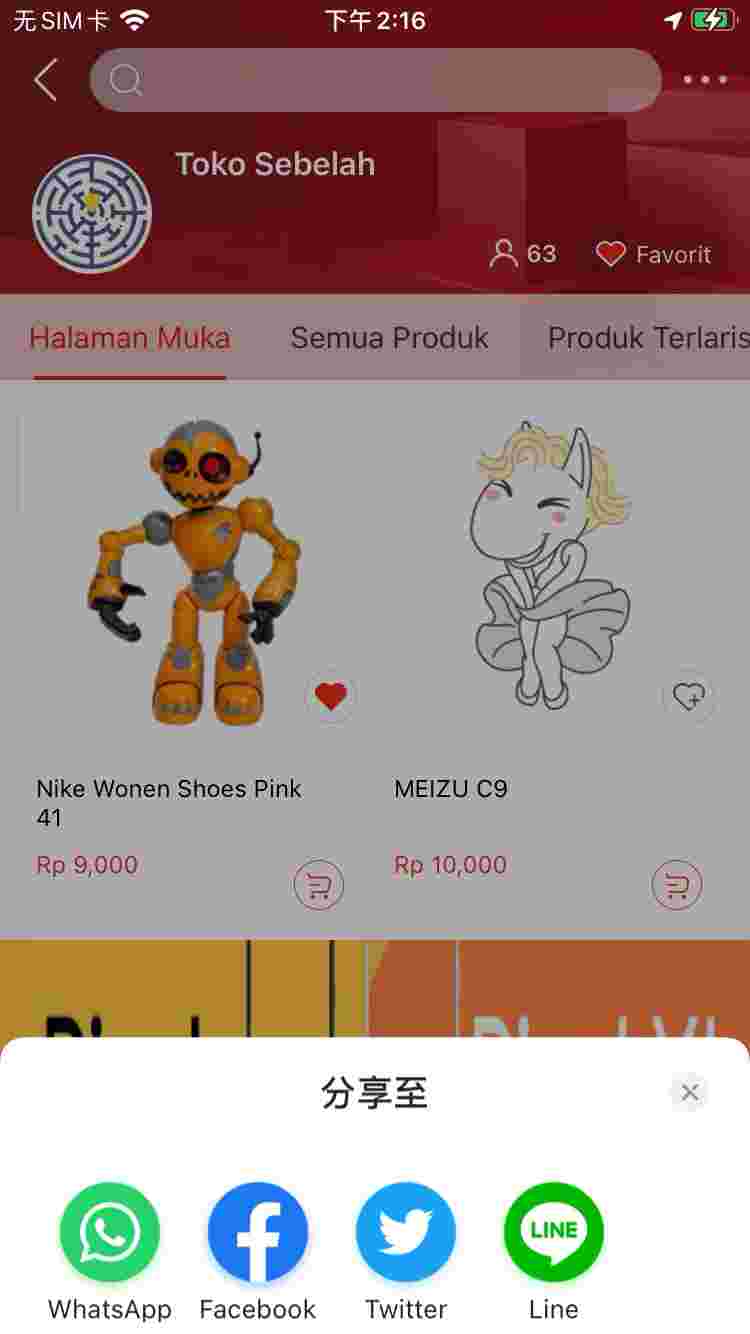 无SIM卡 下午2:16
Toko Sebelah
63 Favorit
Halaman Muka Semua Produk Produk Terlaris
Nike Wonen Shoes Pink MEIZU C9
41
Rp 9,000 Rp 10,000
分享至
LINE
WhatsApp Facebook Twitter Line